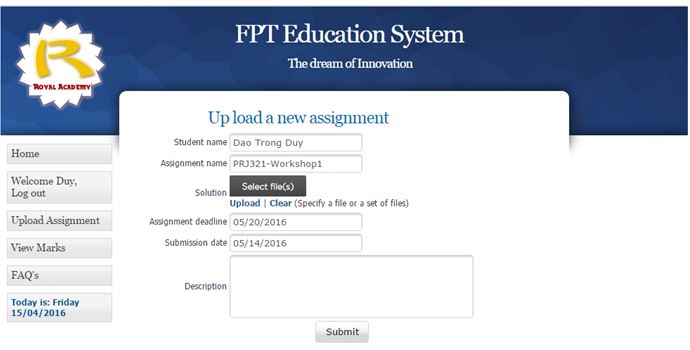 FPT Education System
The dream of Innovation
R
ROYAL ACADEMY
Home
Welcome Duy,
Log out
Upload Assignment
View Marks
FAQ's
Today is: Friday
15/04/2016
Up load a new assignment
Student name Dao Trong Duy
Assignment name PRJ321-Workshop1
Solution Select file(s)
Upload | Clear (Specify a file or a set of files)
Assignment deadline 05/20/2016
Submission date 05/14/2016
Description
Submit